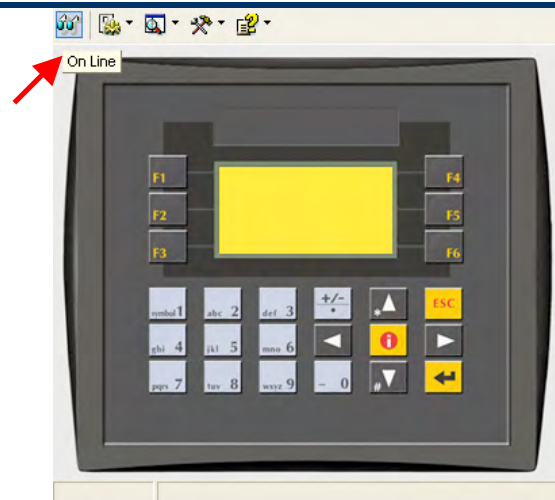 On Line
F1 F4
F2 F5
F3 F6
symbol 1 abc 2 def 3 +/- . * ESC
ghi 4 jkl 5 mno 6 i
pqrs 7 tuv 8 wxyz 9 - 0 #